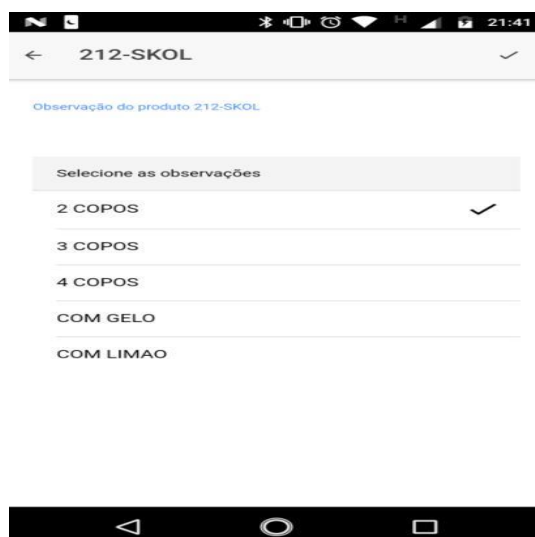 H 21:41
212-SKOL
Observação do produto 212-SKOL
Selecione as observações
2 COPOS
3 COPOS
4 COPOS
COM GELO
COM LIMAO